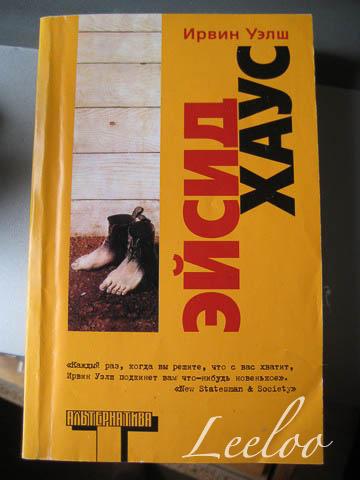 Ирвин Уэлш
ЭЙСИД
ХАУС
«Каждый раз, когда вы решите, что с вас хватит,
Ирвин Уэлш подкинет вам что-нибудь новенькое».
«New Statesman & Society»
АЛЬТЕРНАТИВА
Leeloo